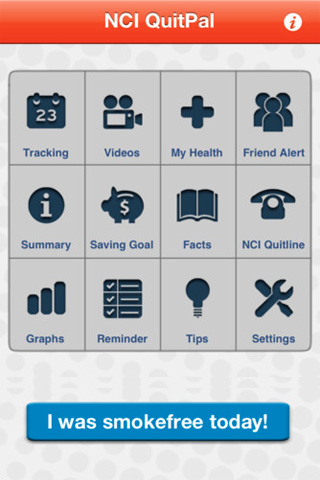 NCI QuitPal
i
23
Tracking Videos My Health Friend Alert
i $
Summary Saving Goal Facts NCI Quitline
Graphs Reminder Tips Settings
I was smokefree today!